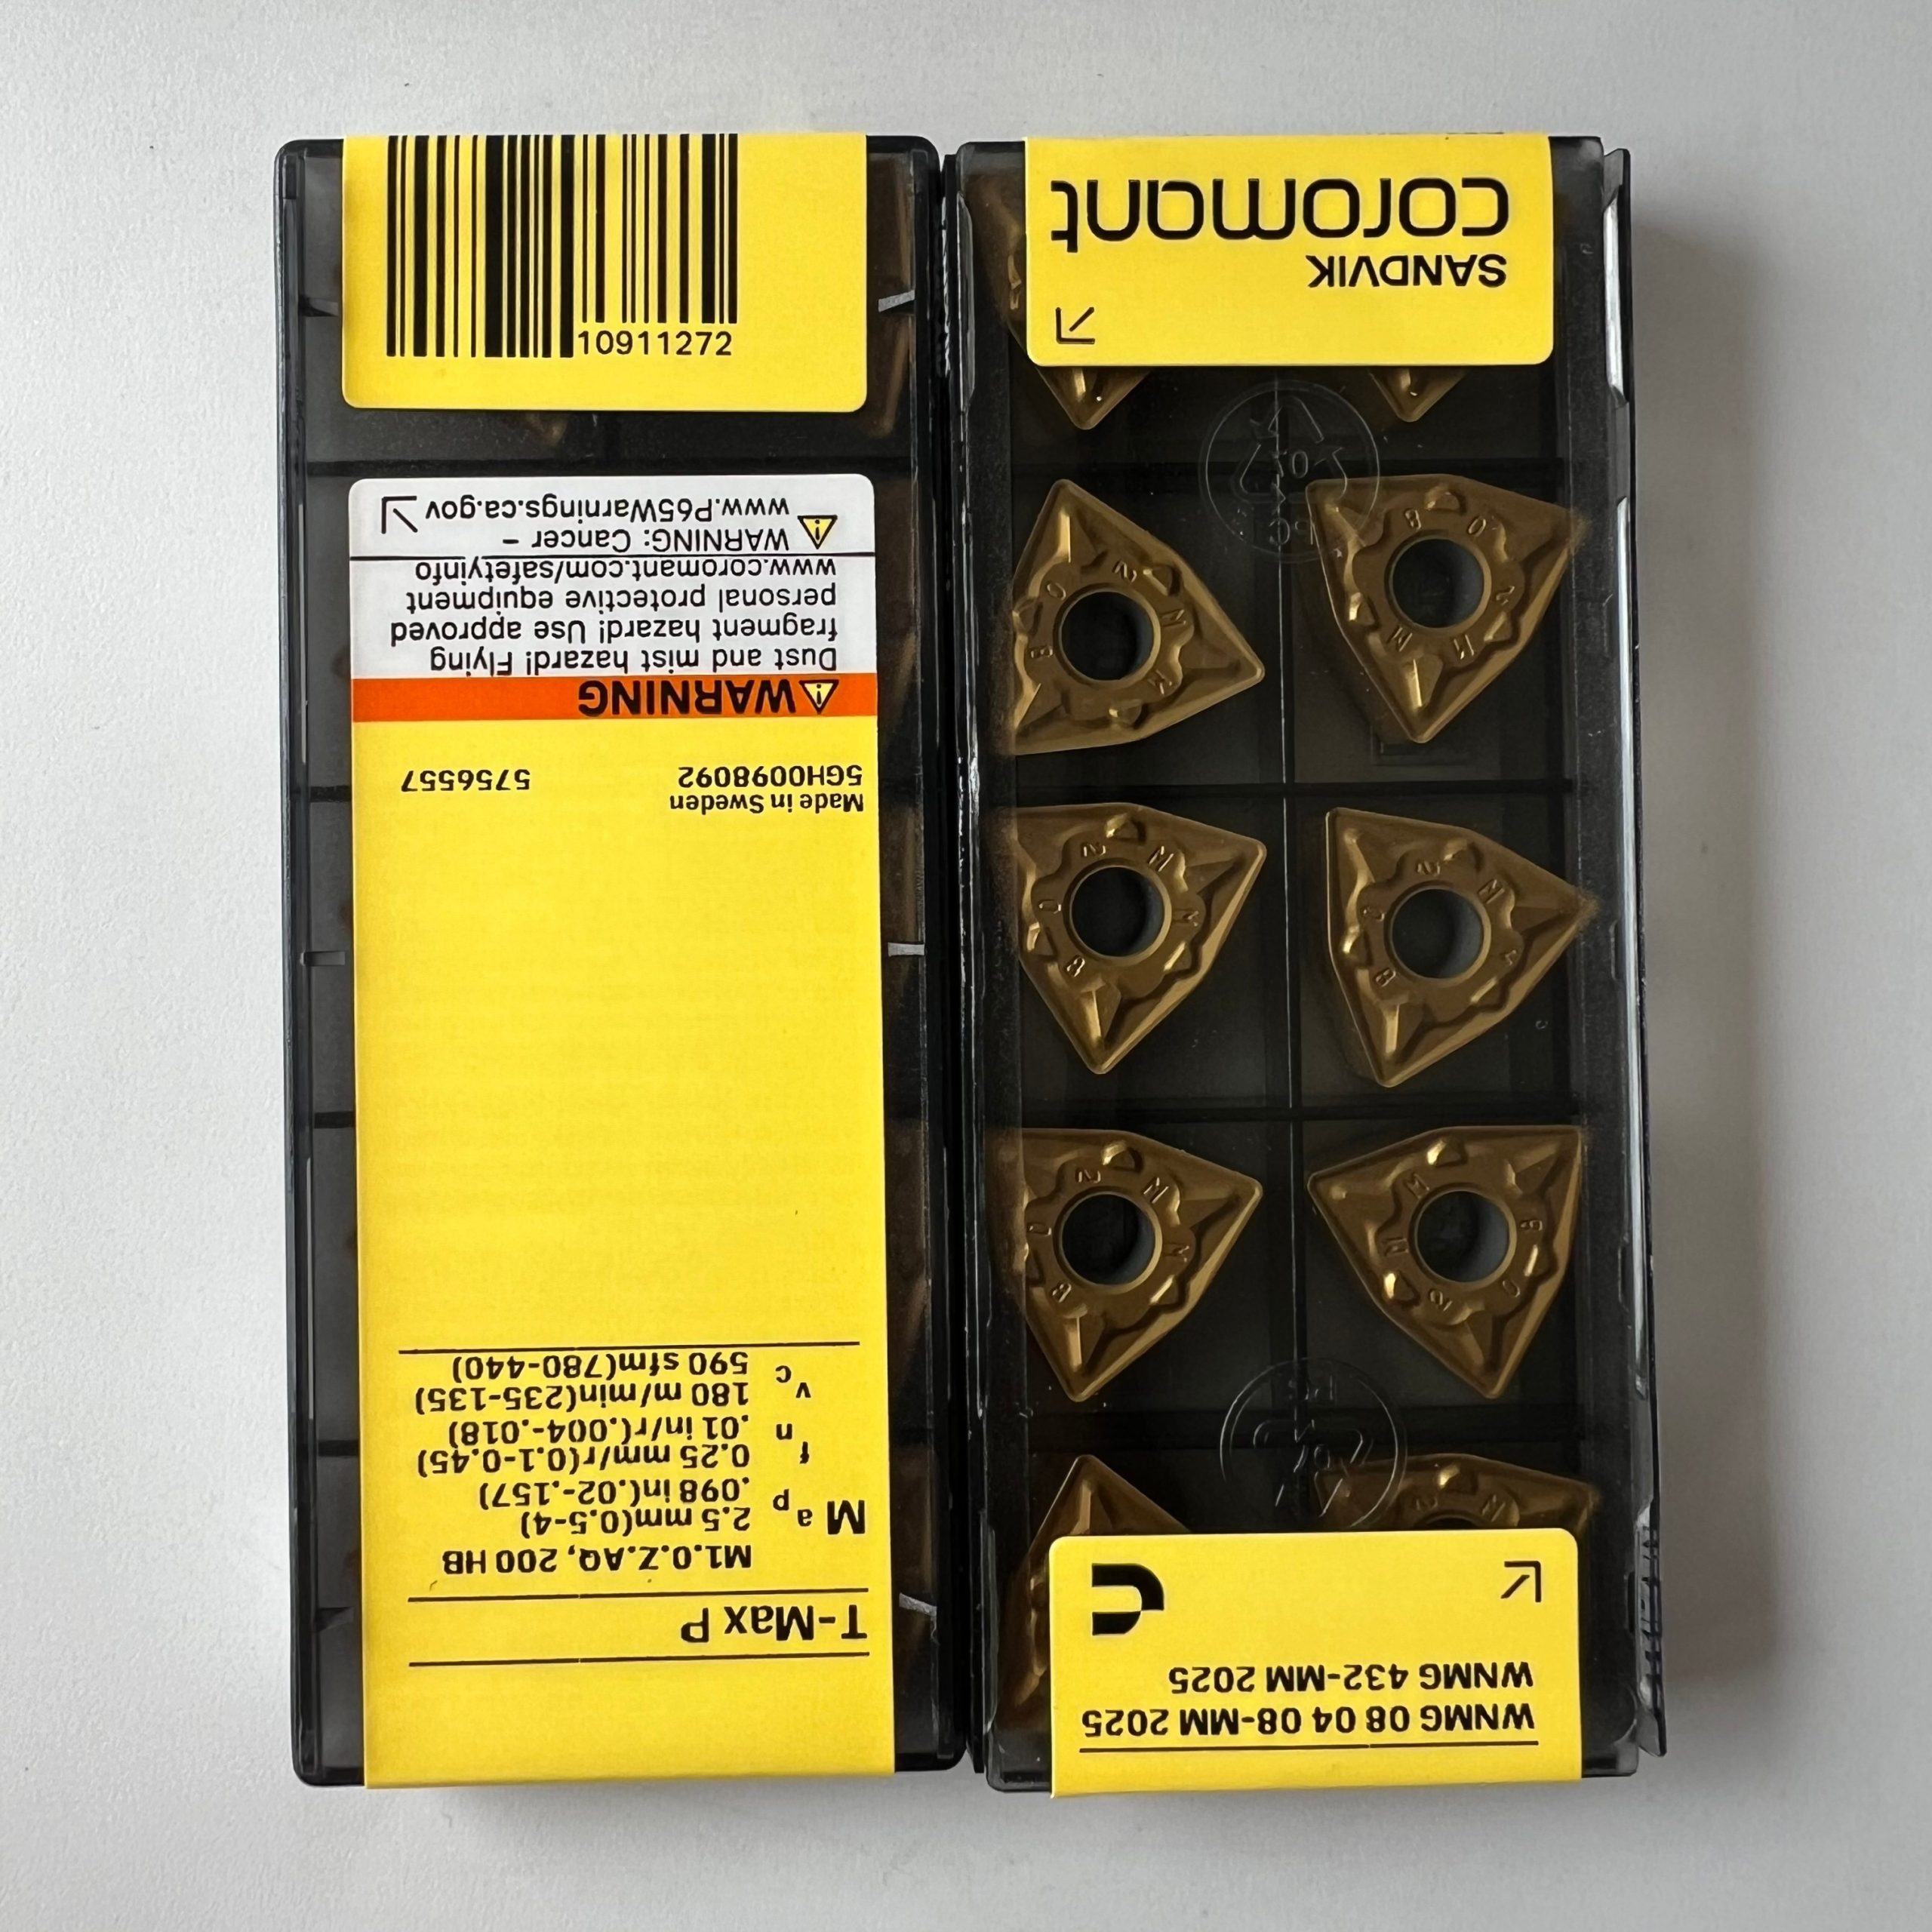 SANDVIK
coromant
WNMG 08 04 08-MM 2025
WNMG 432-MM 2025
10911272
T-Max P
M1.0.Z.AQ, 200 HB
M ap 2.5 mm(0.5-4)
.098 in(.02-.157)
fn 0.25 mm/r(0.1-0.45)
.01 in/r(.004-.018)
vc 180 m/min(235-135)
590 sfm(780-440)
Made in Sweden
5GH0098092 5756557
WARNING
Dust and mist hazard! Flying
fragment hazard! Use approved
personal protective equipment
www.coromant.com/safetyinfo
WARNING: Cancer -
www.P65Warnings.ca.gov